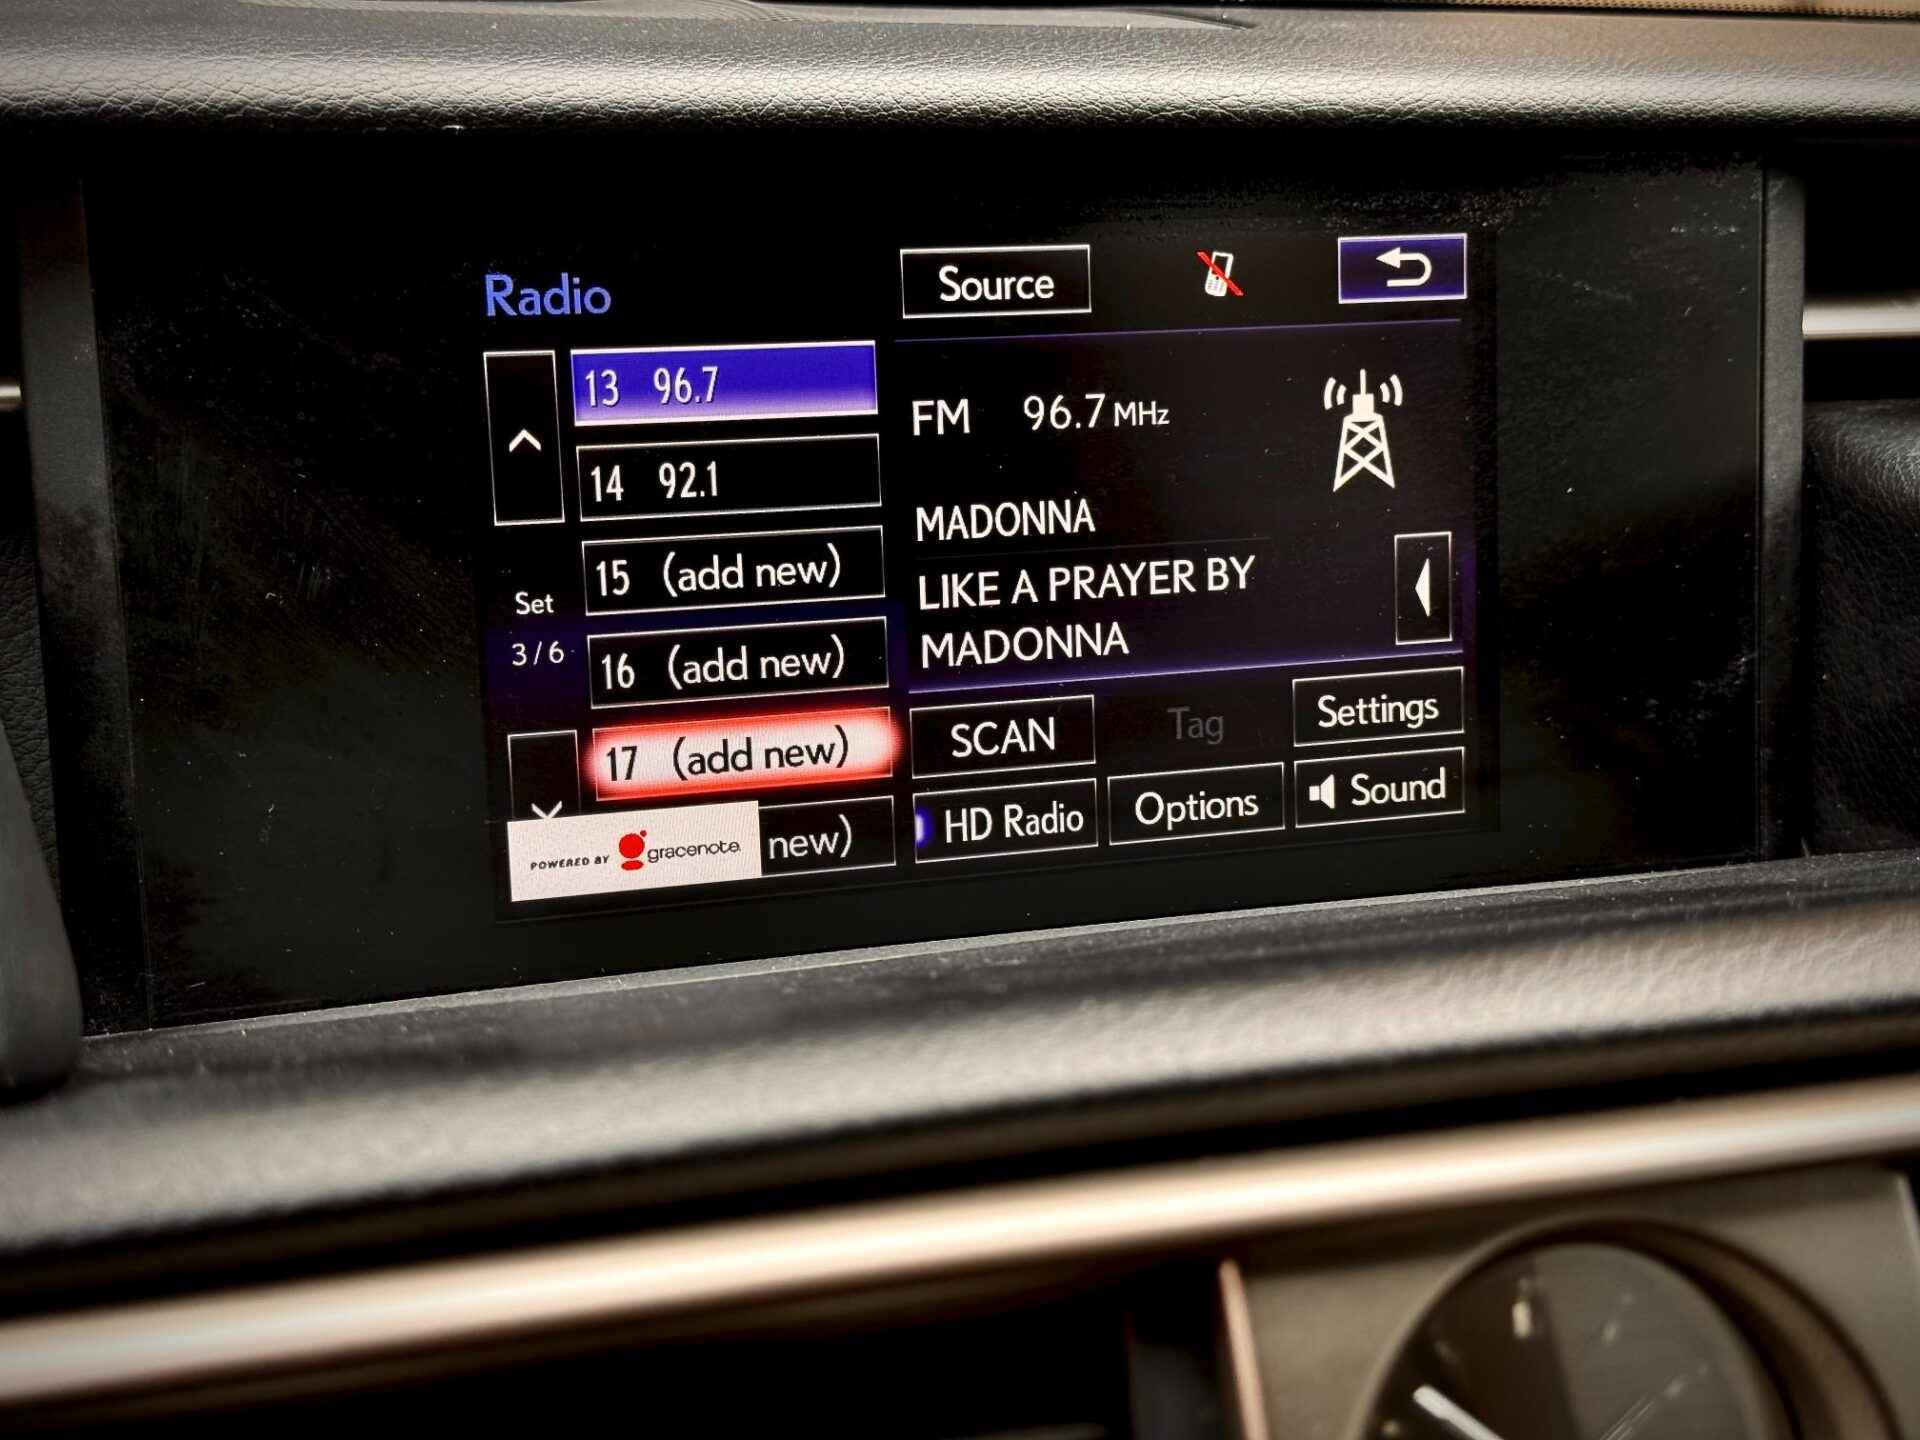 Radio
Source
13 96.7
14 92.1
15 (add new)
16 (add new)
17 (add new)
new)
Set
3/6
POWERED BY gracenote.
FM 96.7 MHz
MADONNA
LIKE A PRAYER BY
MADONNA
SCAN
Tag
Settings
HD Radio
Options
Sound